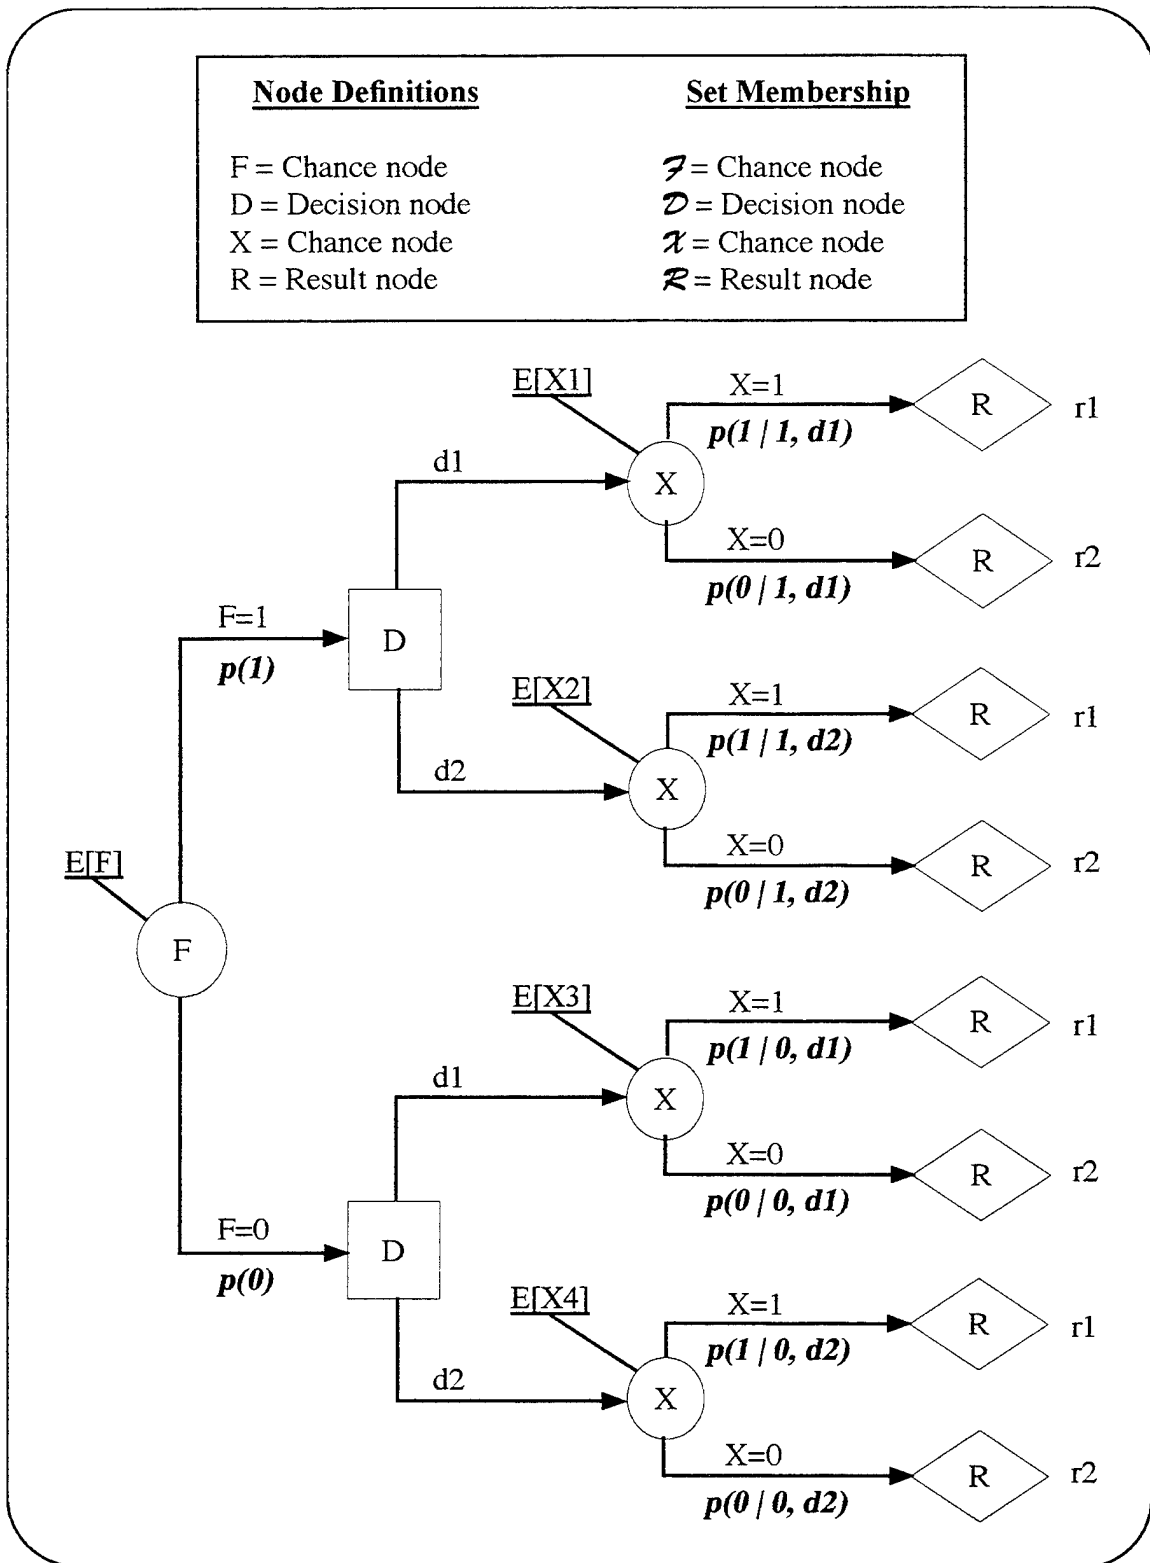 Node Definitions
Set Membership
F = Chance node
D = Decision node
X = Chance node
R = Result node
ℱ = Chance node
𝒟 = Decision node
𝒳 = Chance node
ℛ = Result node
E[X1]
X=1
p(1 | 1, d1)
R
r1
d1
X
X=0
p(0 | 1, d1)
R
r2
F=1
p(1)
D
E[X2]
X=1
p(1 | 1, d2)
R
r1
d2
X
X=0
p(0 | 1, d2)
R
r2
E[F]
F
E[X3]
X=1
p(1 | 0, d1)
R
r1
d1
X
X=0
p(0 | 0, d1)
R
r2
F=0
p(0)
D
E[X4]
X=1
p(1 | 0, d2)
R
r1
d2
X
X=0
p(0 | 0, d2)
R
r2